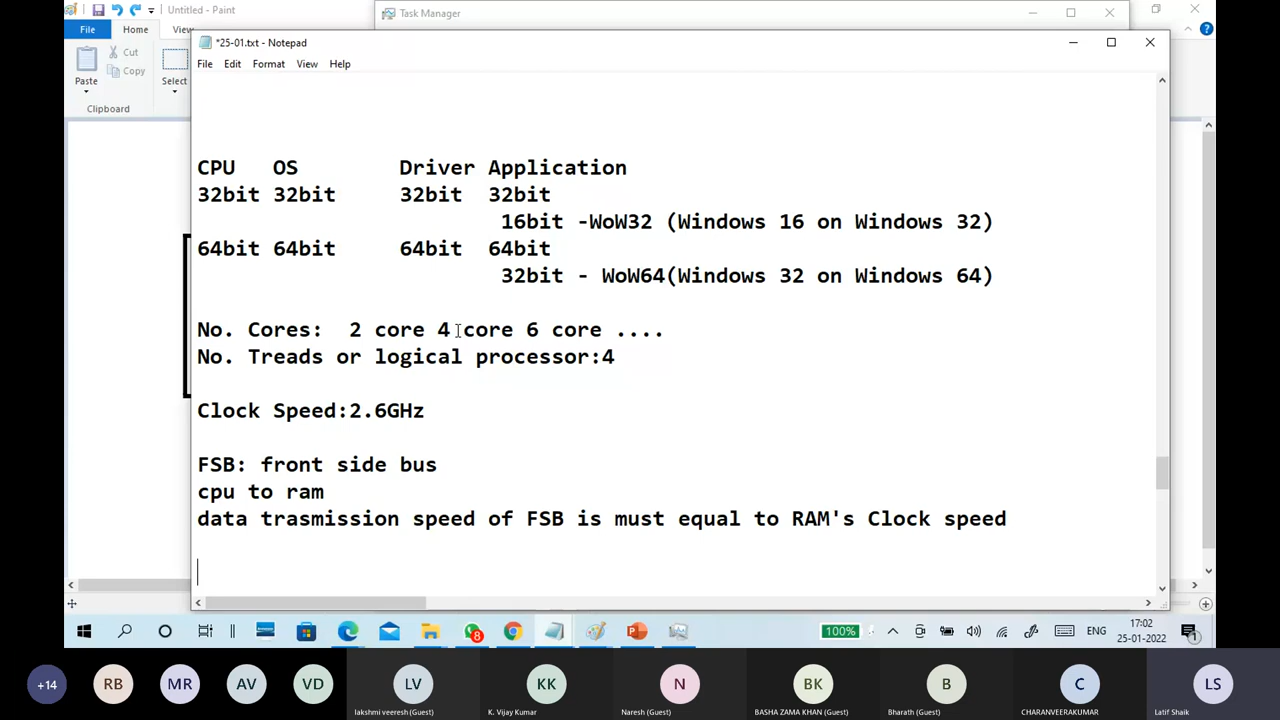 Untitled - Paint
Task Manager
File
Home
View
Cut
Copy
Paste
Select
Clipboard
*25-01.txt - Notepad
File Edit Format View Help
CPU OS Driver Application
32bit 32bit 32bit 32bit
16bit -WoW32 (Windows 16 on Windows 32)
64bit 64bit 64bit 64bit
32bit - WoW64(Windows 32 on Windows 64)
No. Cores: 2 core 4 core 6 core ....
No. Treads or logical processor:4
Clock Speed:2.6GHz
FSB: front side bus
cpu to ram
data trasmission speed of FSB is must equal to RAM's Clock speed
8
100%
ENG
17:02
25-01-2022
1
+14
RB
MR
AV
VD
LV
lakshmi veeresh (Guest)
KK
K. Vijay Kumar
N
Naresh (Guest)
BK
BASHA ZAMA KHAN (Guest)
B
Bharath (Guest)
C
CHARANVEERAKUMAR
LS
Latif Shaik